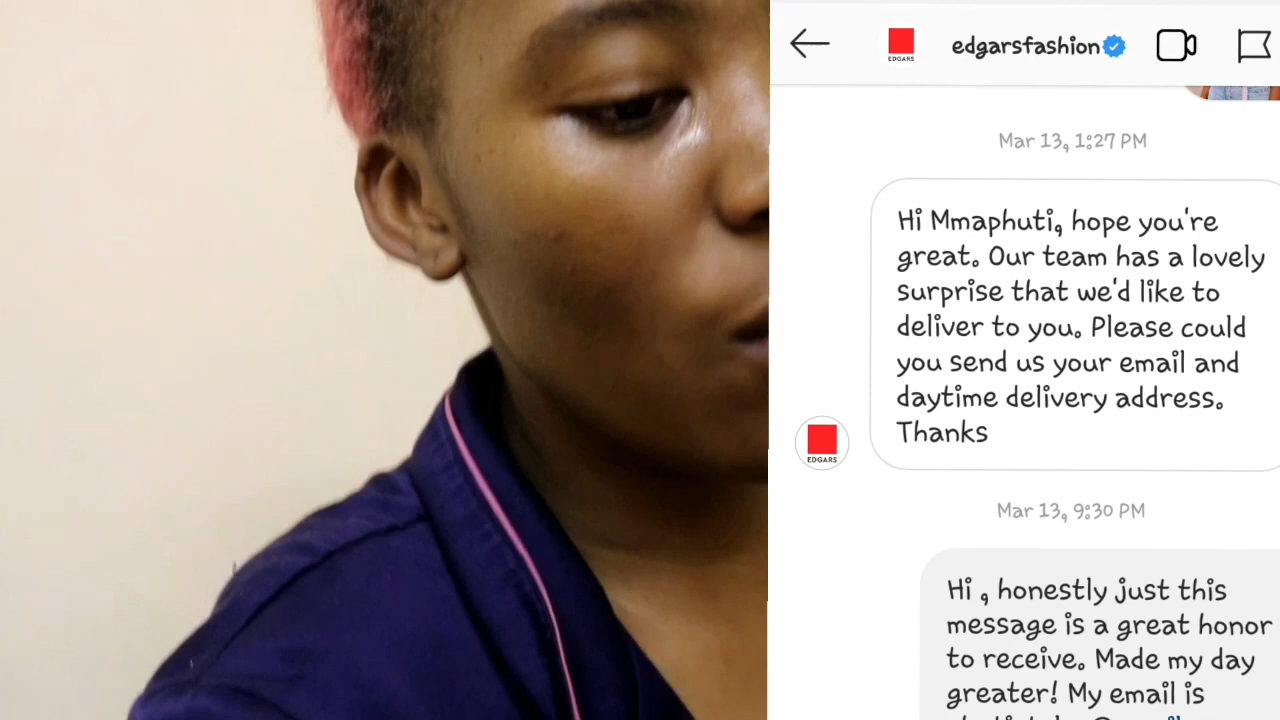 edgarsfashion
EDGARS
Mar 13, 1:27 PM
Hi Mmaphuti, hope you're
great. Our team has a lovely
surprise that we'd like to
deliver to you. Please could
you send us your email and
daytime delivery address.
Thanks
EDGARS
Mar 13, 9:30 PM
Hi , honestly just this
message is a great honor
to receive. Made my day
greater! My email is